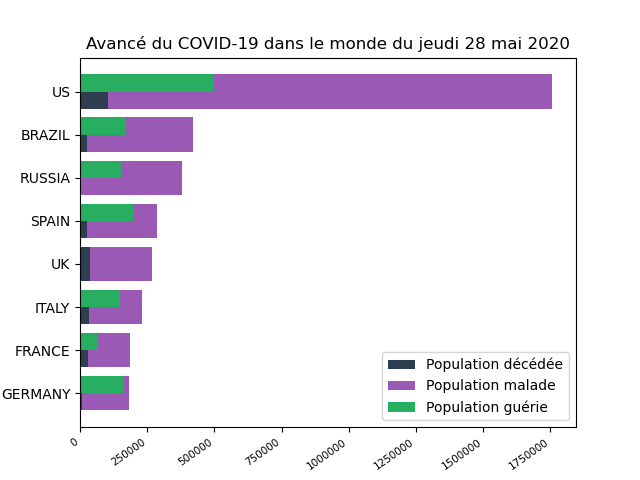 Avancé du COVID-19 dans le monde du jeudi 28 mai 2020
US
BRAZIL
RUSSIA
SPAIN
UK
ITALY
FRANCE
GERMANY
Population décédée
Population malade
Population guérie
0
250000
500000
750000
1000000
1250000
1500000
1750000